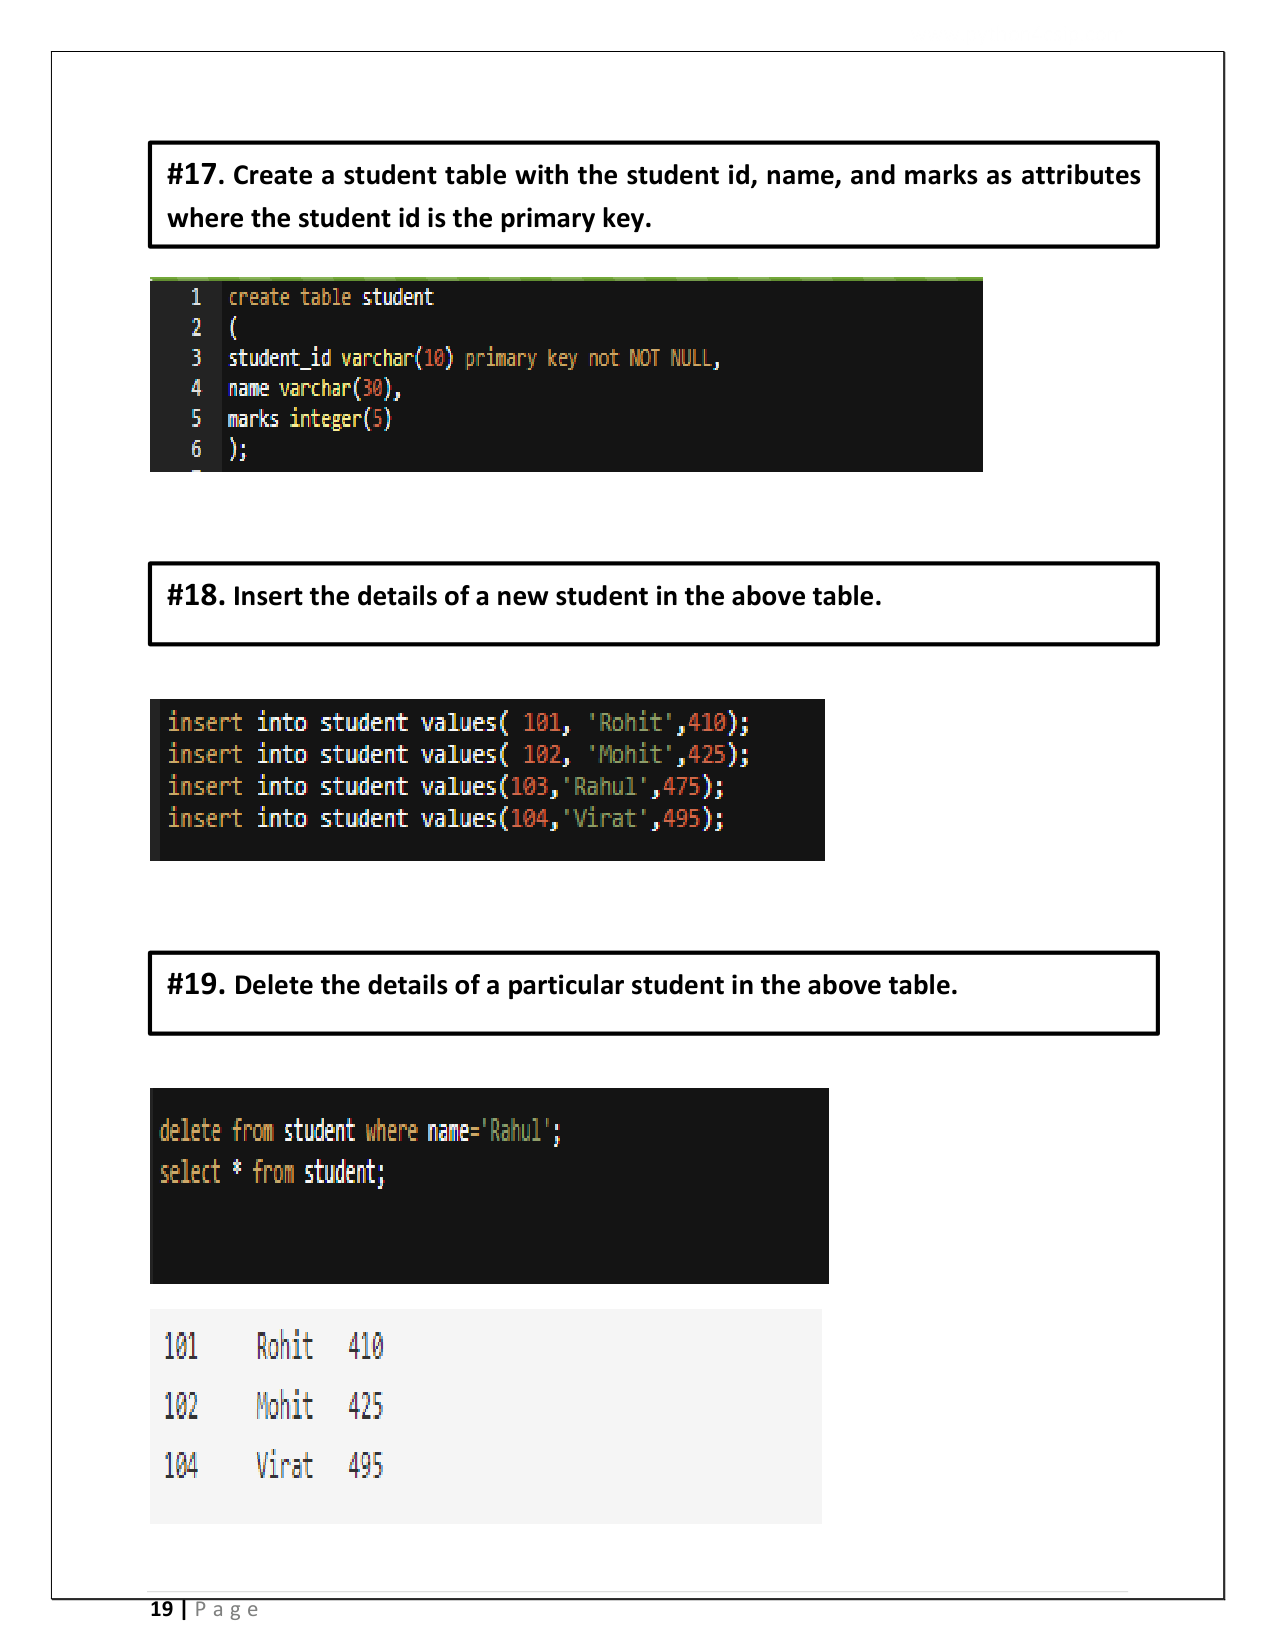 #17. Create a student table with the student id, name, and marks as attributes
where the student id is the primary key.
1 create table student
2 (
3 student_id varchar(10) primary key not NOT NULL,
4 name varchar(30),
5 marks integer(5)
6 );
#18. Insert the details of a new student in the above table.
insert into student values( 101, 'Rohit',410);
insert into student values( 102, 'Mohit',425);
insert into student values(103,'Rahul',475);
insert into student values(104,'Virat',495);
#19. Delete the details of a particular student in the above table.
delete from student where name='Rahul';
select * from student;
101 Rohit 410
102 Mohit 425
104 Virat 495
19 | Page